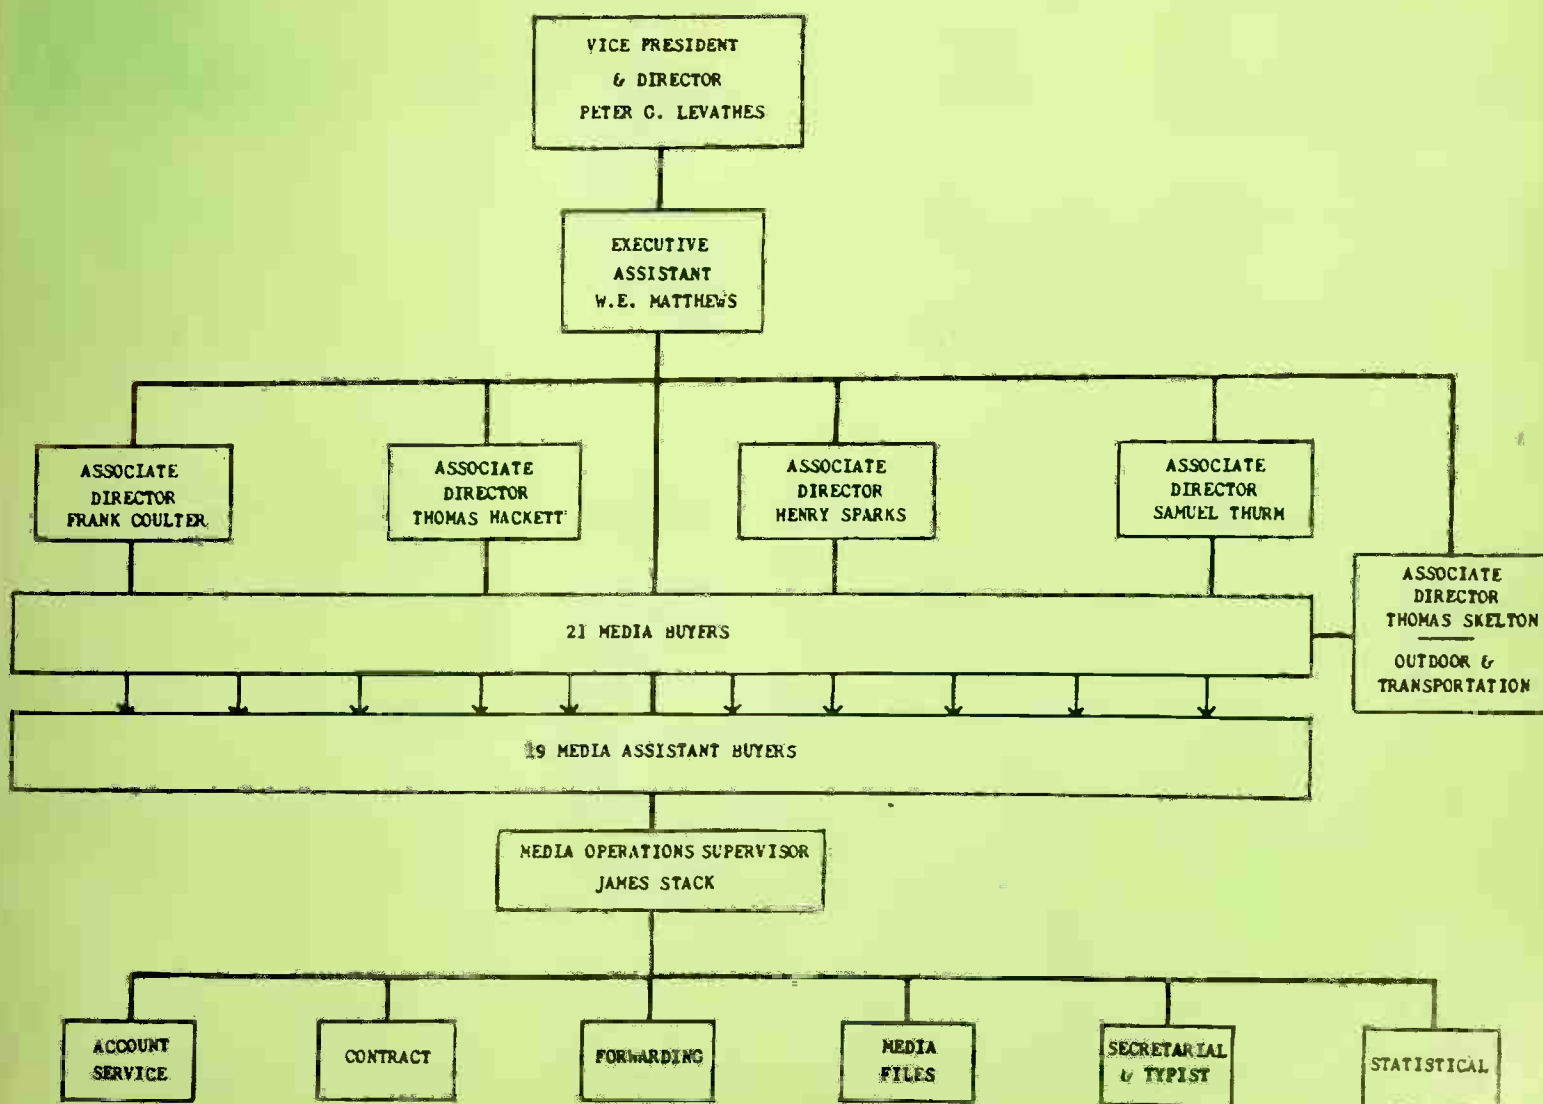 VICE PRESIDENT
& DIRECTOR
PETER G. LEVATHES
EXECUTIVE
ASSISTANT
W.E. MATTHEWS
ASSOCIATE
DIRECTOR
FRANK COULTER
ASSOCIATE
DIRECTOR
THOMAS HACKETT
ASSOCIATE
DIRECTOR
HENRY SPARKS
ASSOCIATE
DIRECTOR
SAMUEL THURM
ASSOCIATE
DIRECTOR
THOMAS SKELTON
OUTDOOR &
TRANSPORTATION
21 MEDIA BUYERS
19 MEDIA ASSISTANT BUYERS
MEDIA OPERATIONS SUPERVISOR
JAMES STACK
ACCOUNT
SERVICE
CONTRACT
FORWARDING
MEDIA
FILES
SECRETARIAL
& TYPIST
STATISTICAL